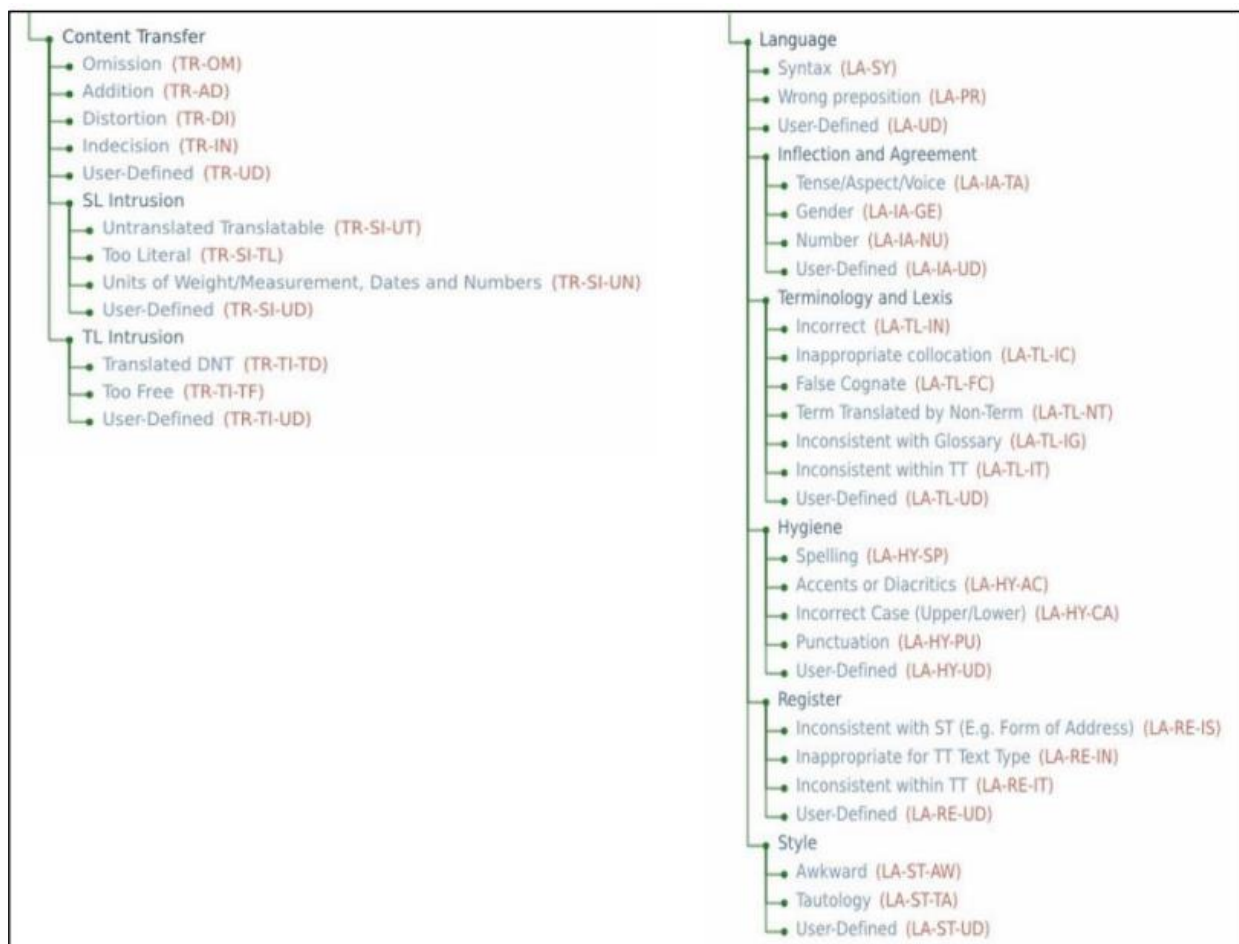 Content Transfer
Omission (TR-OM)
Addition (TR-AD)
Distortion (TR-DI)
Indecision (TR-IN)
User-Defined (TR-UD)
SL Intrusion
Untranslated Translatable (TR-SI-UT)
Too Literal (TR-SI-TL)
Units of Weight/Measurement, Dates and Numbers (TR-SI-UN)
User-Defined (TR-SI-UD)
TL Intrusion
Translated DNT (TR-TI-TD)
Too Free (TR-TI-TF)
User-Defined (TR-TI-UD)
Language
Syntax (LA-SY)
Wrong preposition (LA-PR)
User-Defined (LA-UD)
Inflection and Agreement
Tense/Aspect/Voice (LA-IA-TA)
Gender (LA-IA-GE)
Number (LA-IA-NU)
User-Defined (LA-IA-UD)
Terminology and Lexis
Incorrect (LA-TL-IN)
Inappropriate collocation (LA-TL-IC)
False Cognate (LA-TL-FC)
Term Translated by Non-Term (LA-TL-NT)
Inconsistent with Glossary (LA-TL-IG)
Inconsistent within TT (LA-TL-IT)
User-Defined (LA-TL-UD)
Hygiene
Spelling (LA-HY-SP)
Accents or Diacritics (LA-HY-AC)
Incorrect Case (Upper/Lower) (LA-HY-CA)
Punctuation (LA-HY-PU)
User-Defined (LA-HY-UD)
Register
Inconsistent with ST (E.g. Form of Address) (LA-RE-IS)
Inappropriate for TT Text Type (LA-RE-IN)
Inconsistent within TT (LA-RE-IT)
User-Defined (LA-RE-UD)
Style
Awkward (LA-ST-AW)
Tautology (LA-ST-TA)
User-Defined (LA-ST-UD)